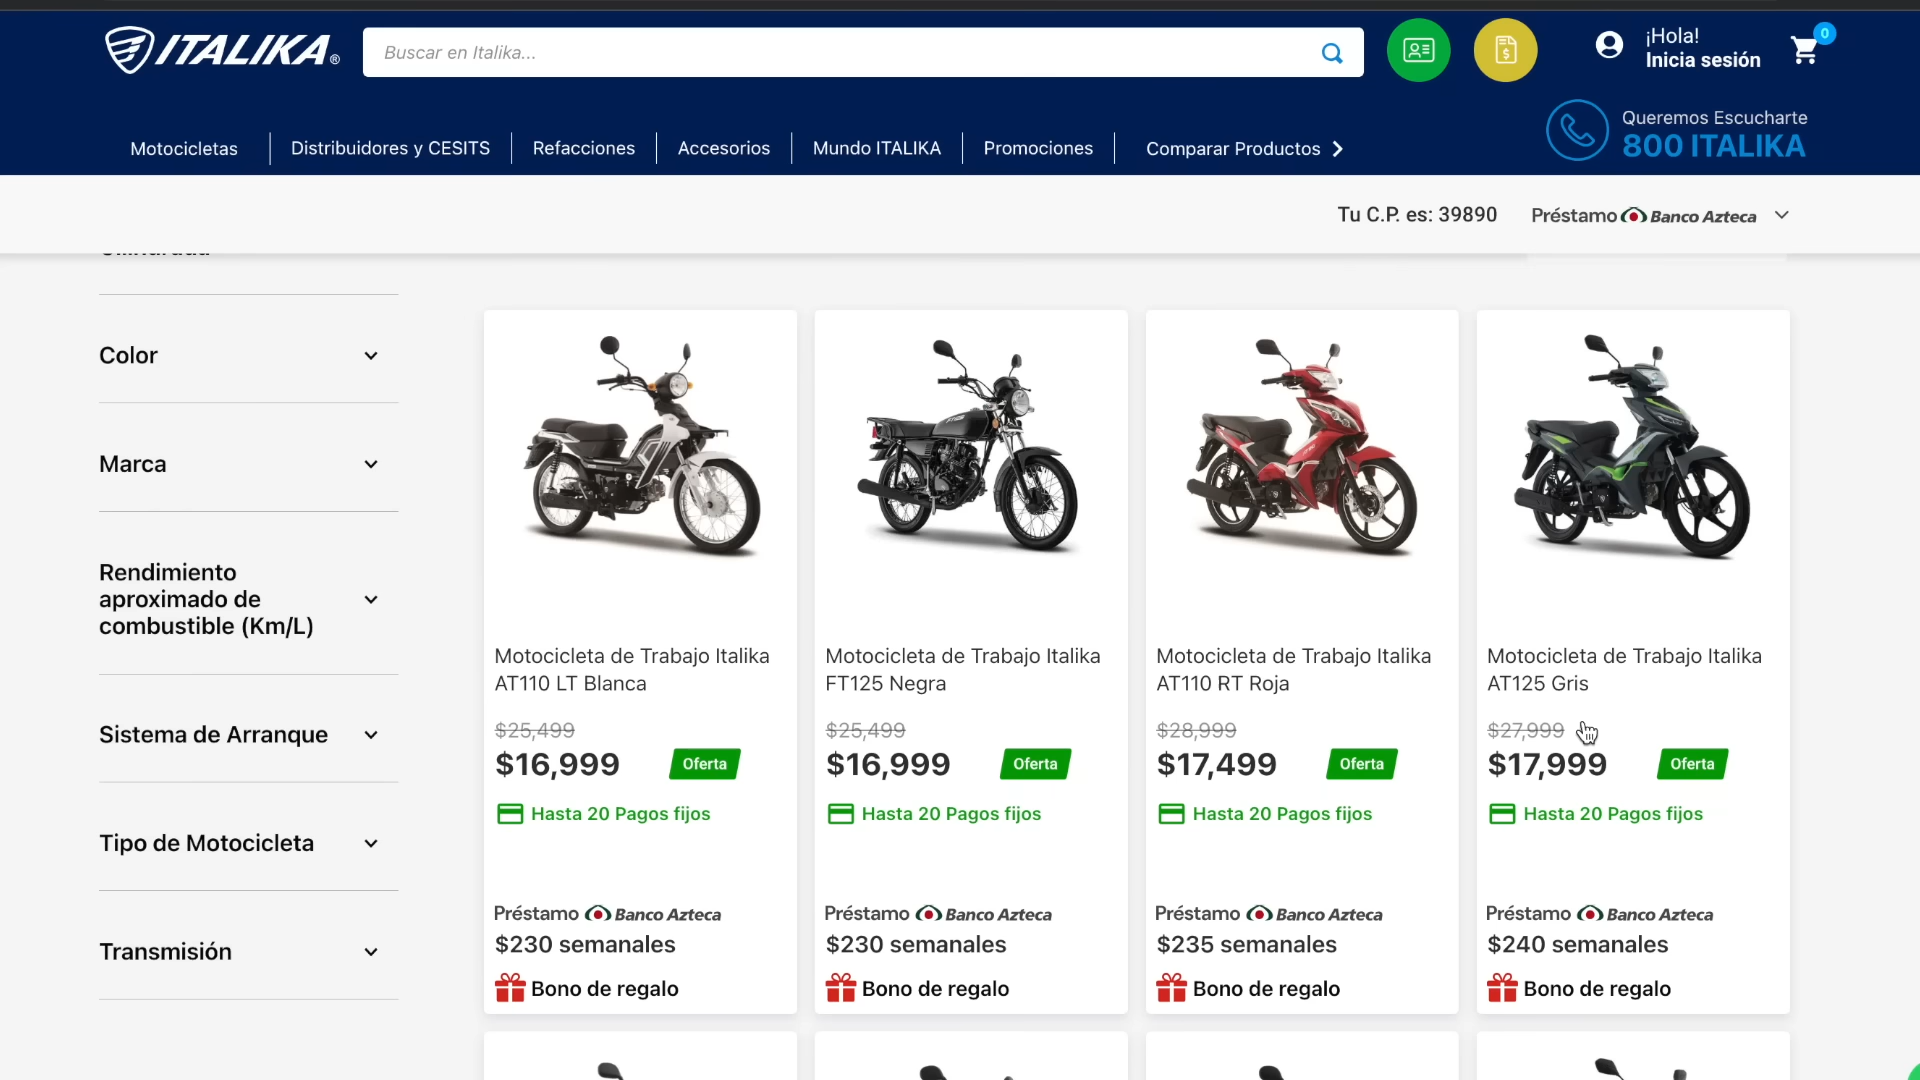 ITALIKA®
Buscar en Italika...
¡Hola!
Inicia sesión
0
Queremos Escucharte
800 ITALIKA
Motocicletas
Distribuidores y CESITS
Refacciones
Accesorios
Mundo ITALIKA
Promociones
Comparar Productos
Tu C.P. es: 39890
Préstamo Banco Azteca
Color
Marca
Rendimiento
aproximado de
combustible (Km/L)
Sistema de Arranque
Tipo de Motocicleta
Transmisión
Motocicleta de Trabajo Italika
AT110 LT Blanca
$25,499
$16,999
Oferta
Hasta 20 Pagos fijos
Préstamo Banco Azteca
$230 semanales
Bono de regalo
Motocicleta de Trabajo Italika
FT125 Negra
$25,499
$16,999
Oferta
Hasta 20 Pagos fijos
Préstamo Banco Azteca
$230 semanales
Bono de regalo
Motocicleta de Trabajo Italika
AT110 RT Roja
$28,999
$17,499
Oferta
Hasta 20 Pagos fijos
Préstamo Banco Azteca
$235 semanales
Bono de regalo
Motocicleta de Trabajo Italika
AT125 Gris
$27,999
$17,999
Oferta
Hasta 20 Pagos fijos
Préstamo Banco Azteca
$240 semanales
Bono de regalo